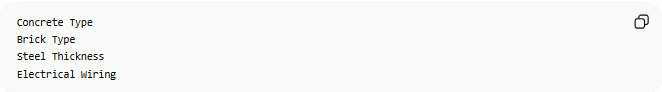 Concrete Type
Brick Type
Steel Thickness
Electrical Wiring